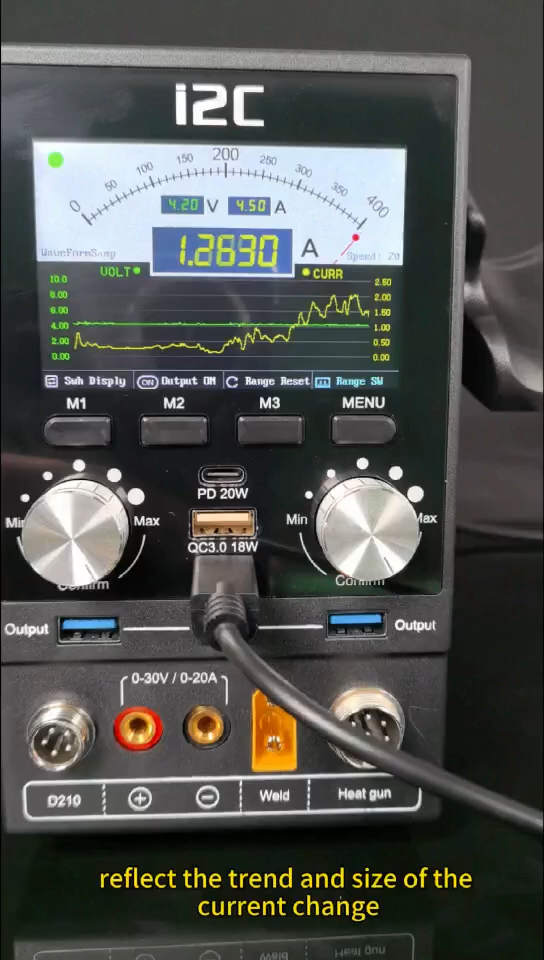 i2C
0 50 100 150 200 250 300 350 400
4.20 V 4.50 A
1.2690 A
WaveFormSamp
Speed: 20
VOLT CURR
10.0 2.50
8.00 2.00
6.00 1.50
4.00 1.00
2.00 0.50
0.00 0.00
Swh Disply ON Output ON Range Reset Range SW
M1 M2 M3 MENU
PD 20W
Min Max Min Max
QC3.0 18W
Confirm Confirm
Output Output
0-30V / 0-20A
D210 + − Weld Heat gun
reflect the trend and size of the
current change